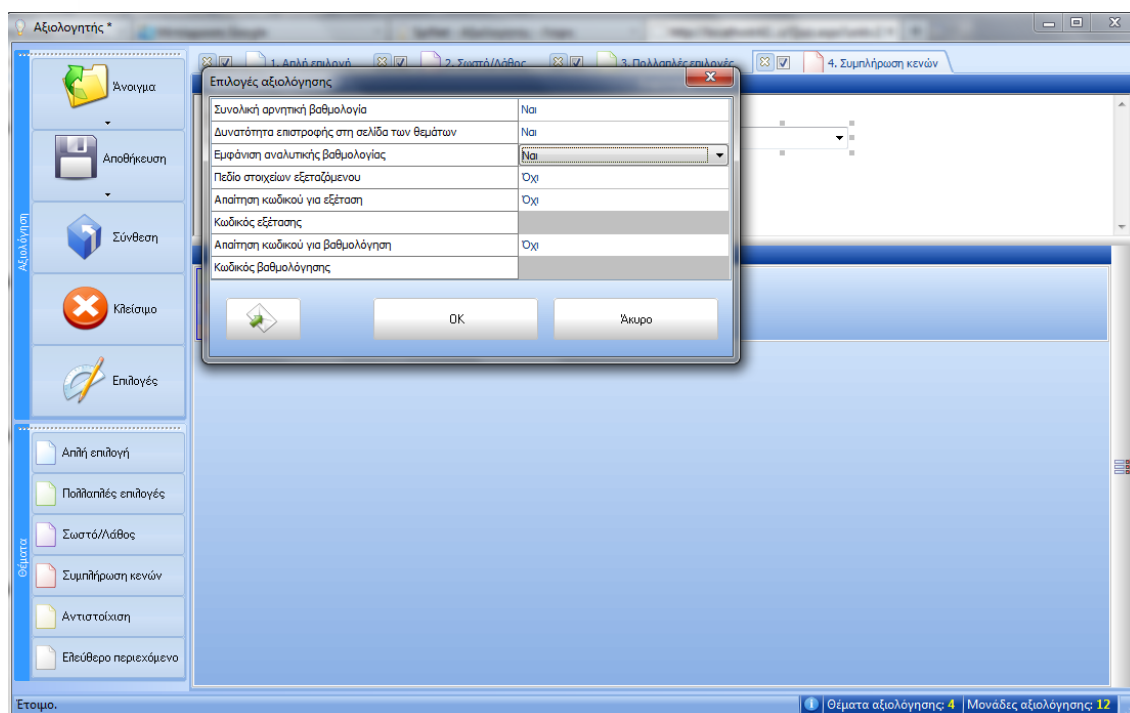 Αξιολογητής *
1. Απλή επιλογή
2. Σωστό/Λάθος
3. Πολλαπλές επιλογές
4. Συμπλήρωση κενών
Άνοιγμα
Αποθήκευση
Σύνθεση
Κλείσιμο
Επιλογές
Αξιολόγηση
Απλή επιλογή
Πολλαπλές επιλογές
Σωστό/Λάθος
Συμπλήρωση κενών
Αντιστοίχιση
Ελεύθερο περιεχόμενο
Θέματα
Επιλογές αξιολόγησης
Συνολική αρνητική βαθμολογία Ναι
Δυνατότητα επιστροφής στη σελίδα των θεμάτων Ναι
Εμφάνιση αναλυτικής βαθμολογίας Ναι
Πεδίο στοιχείων εξεταζόμενου Όχι
Απαίτηση κωδικού για εξέταση Όχι
Κωδικός εξέτασης
Απαίτηση κωδικού για βαθμολόγηση Όχι
Κωδικός βαθμολόγησης
OK
Άκυρο
Έτοιμο.
Θέματα αξιολόγησης: 4 Μονάδες αξιολόγησης: 12